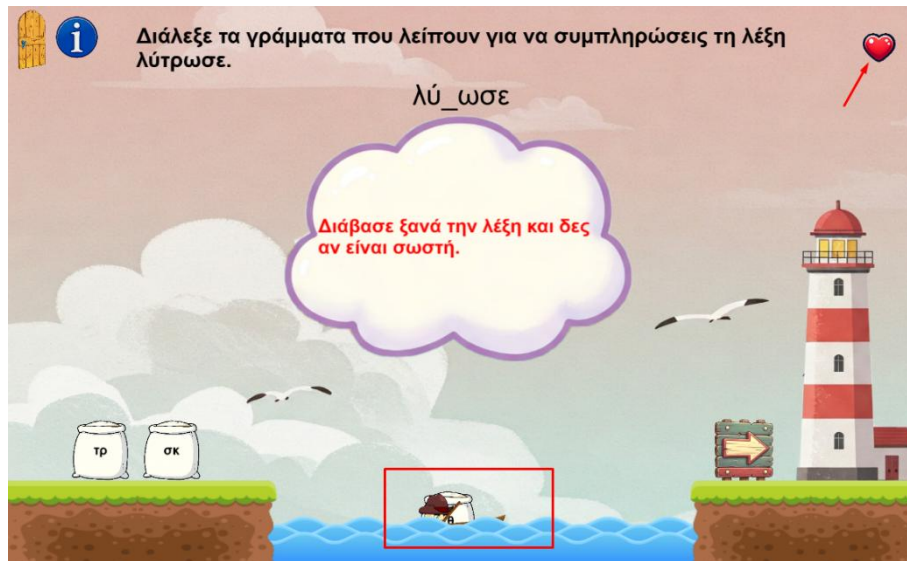 i
Διάλεξε τα γράμματα που λείπουν για να συμπληρώσεις τη λέξη
λύτρωσε.
λύ_ωσε
Διάβασε ξανά την λέξη και δες
αν είναι σωστή.
τρ
σκ